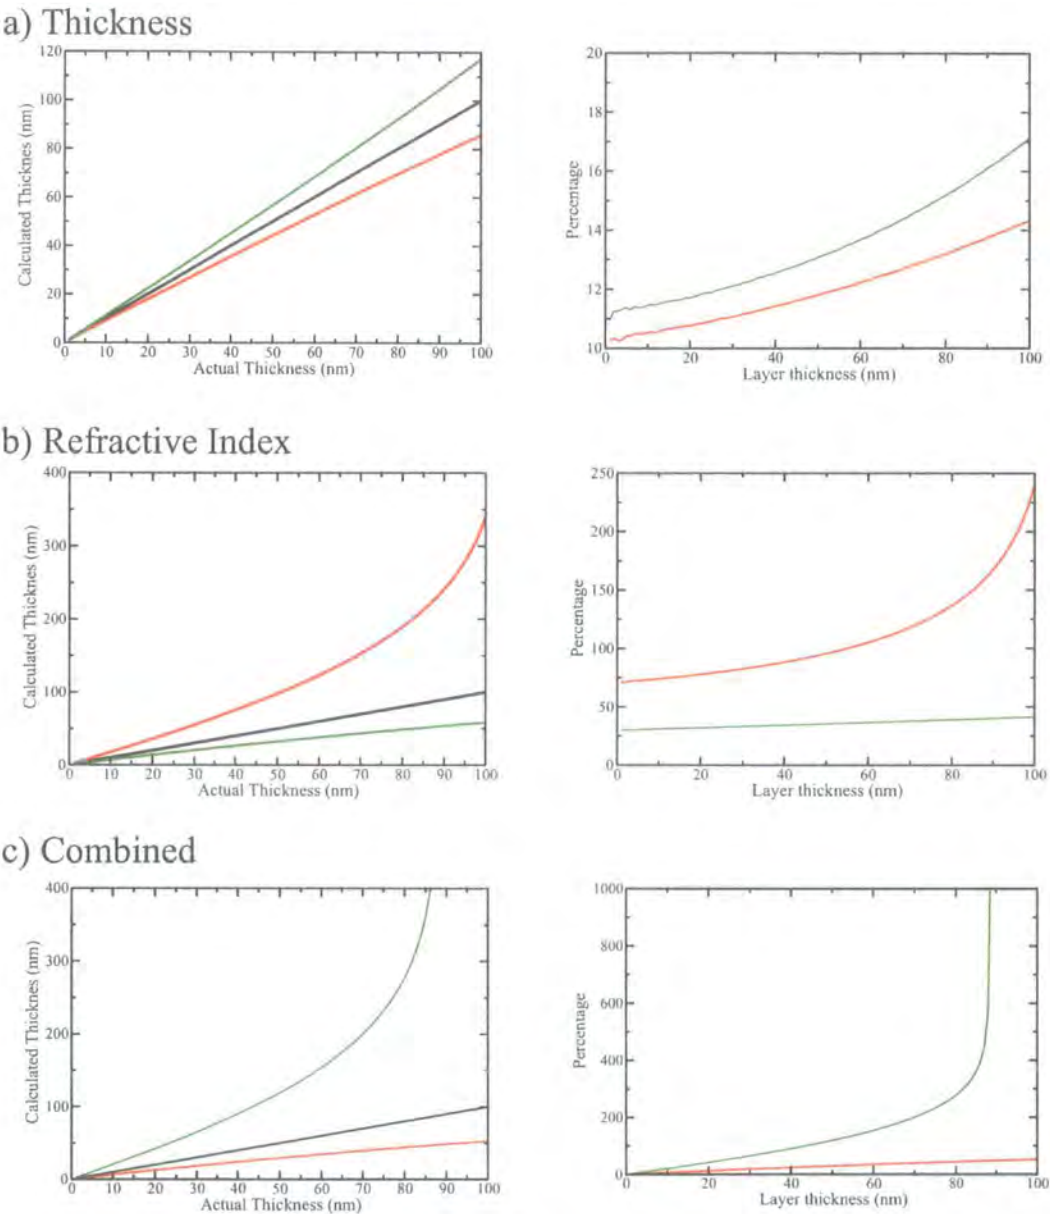 a) Thickness
120
100
80
60
40
20
0
Calculated Thicknes (nm)
0 10 20 30 40 50 60 70 80 90 100
Actual Thickness (nm)
20
18
16
14
12
10
Percentage
0 20 40 60 80 100
Layer thickness (nm)
b) Refractive Index
400
300
200
100
0
Calculated Thicknes (nm)
0 10 20 30 40 50 60 70 80 90 100
Actual Thickness (nm)
250
200
150
100
50
0
Percentage
0 20 40 60 80 100
Layer thickness (nm)
c) Combined
400
300
200
100
0
Calculated Thicknes (nm)
0 10 20 30 40 50 60 70 80 90 100
Actual Thickness (nm)
1000
800
600
400
200
0
Percentage
0 20 40 60 80 100
Layer thickness (nm)